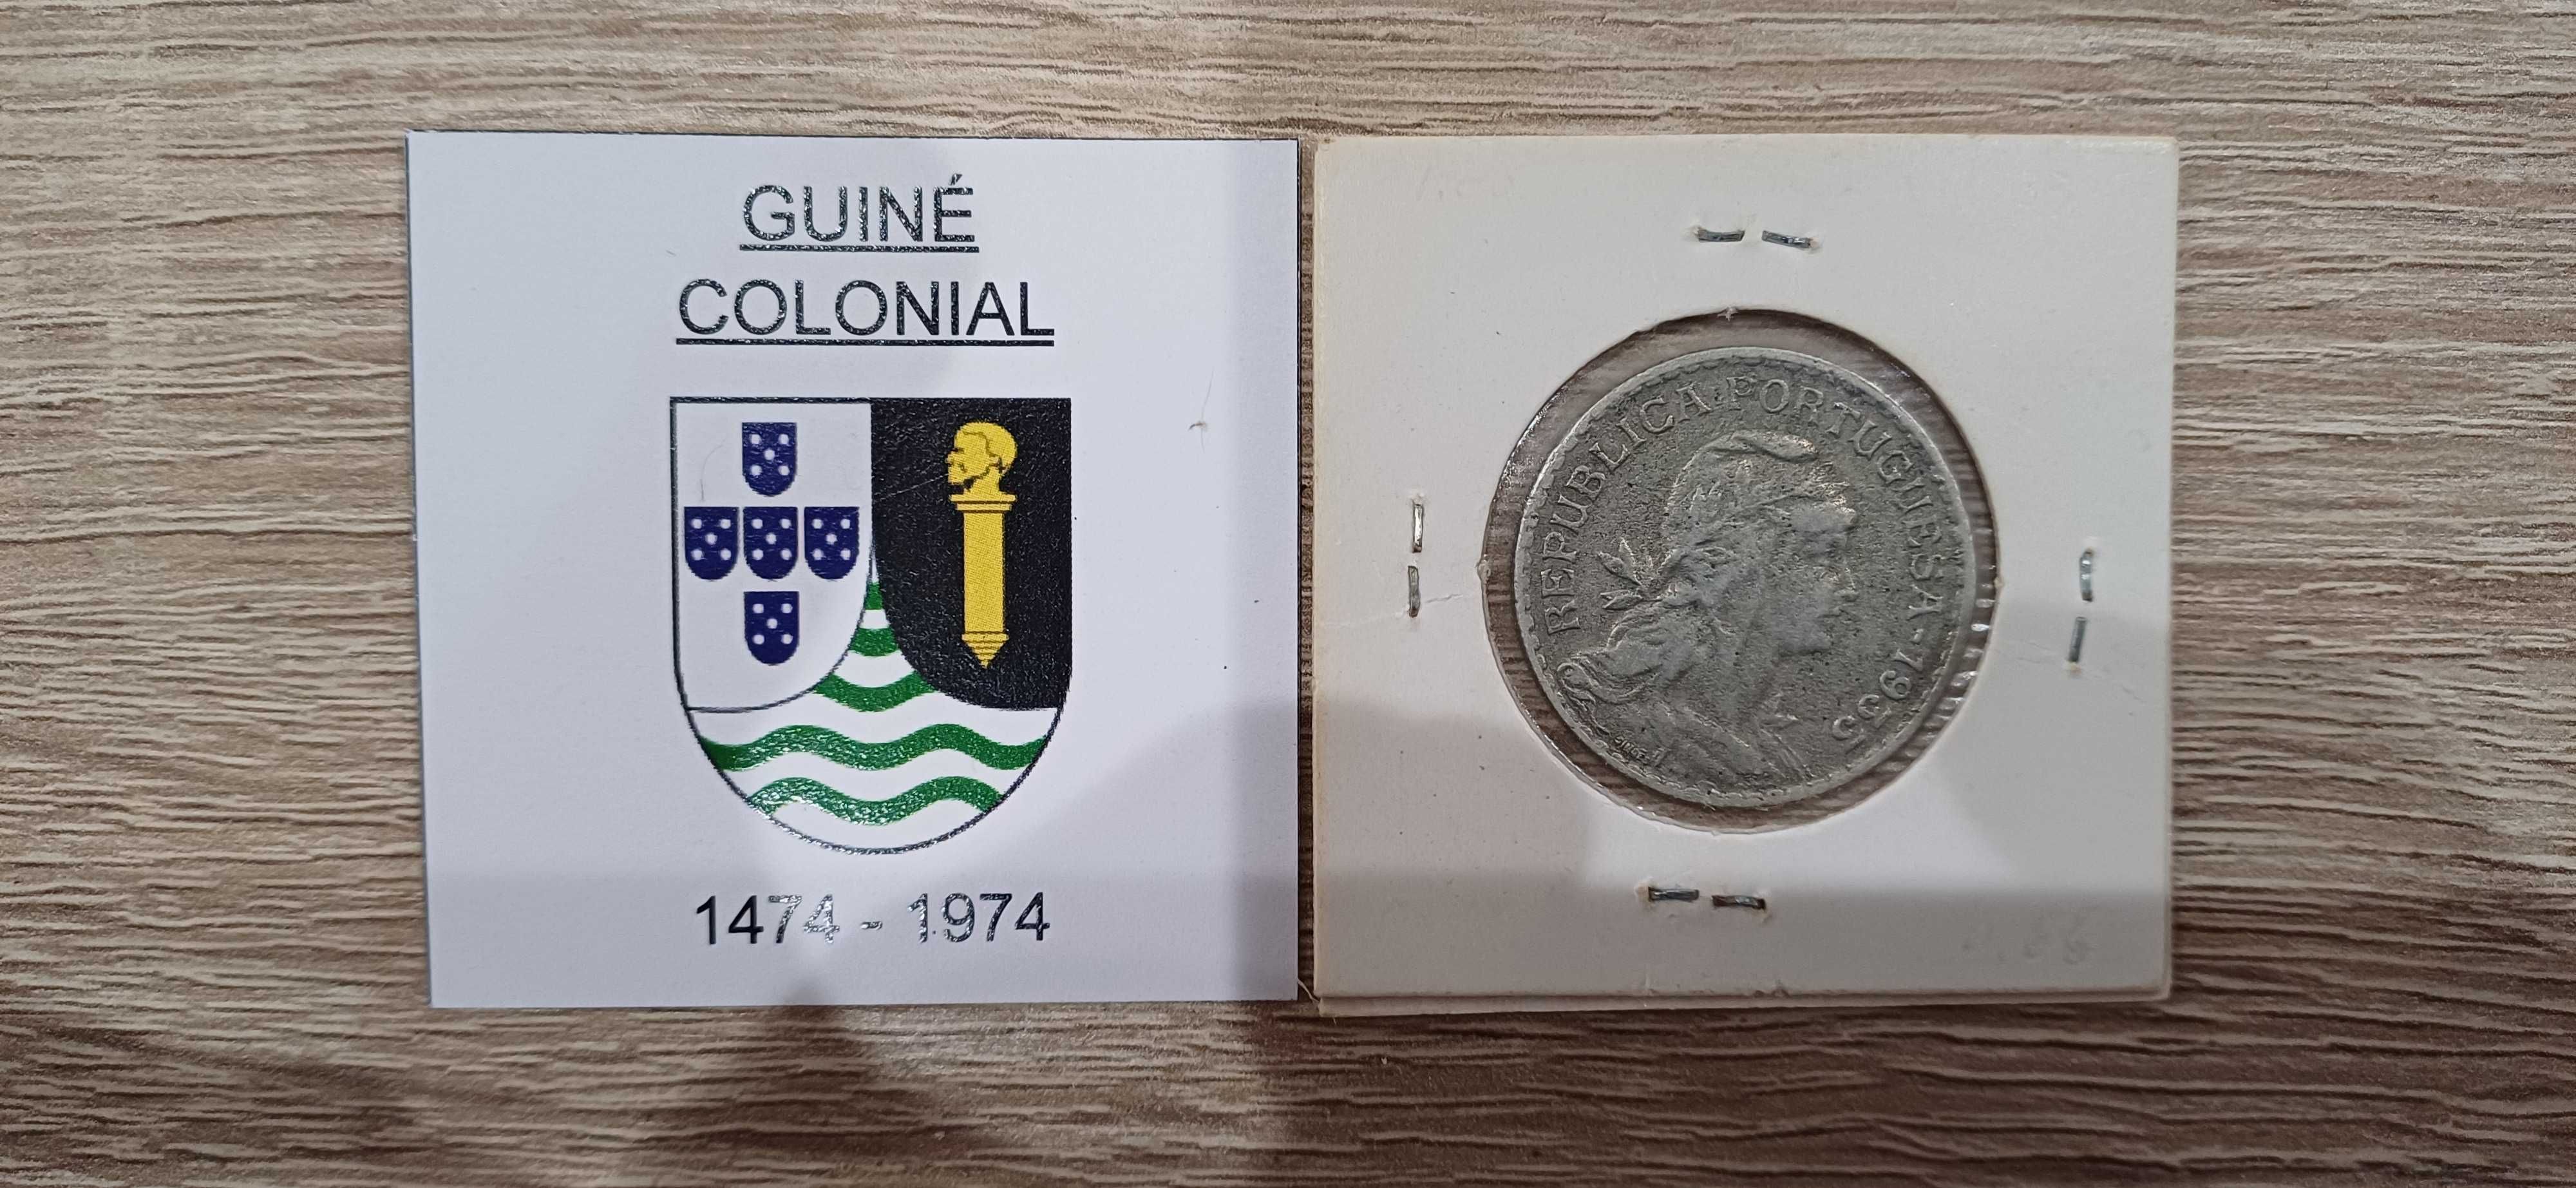 GUINÉ
COLONIAL
1474 - 1974
REPUBLICA PORTUGUESA - 1933